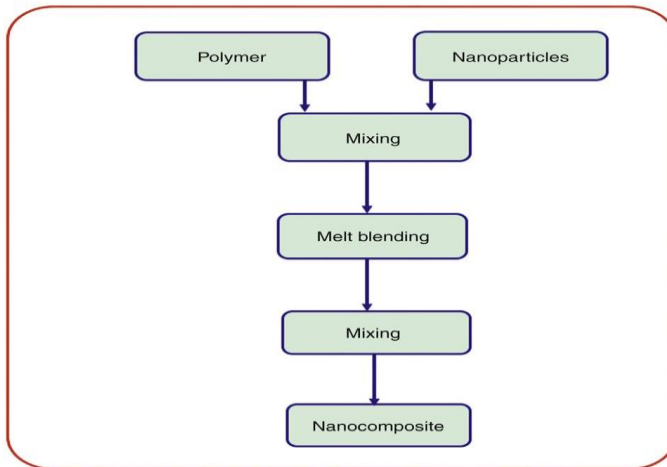 Polymer
Nanoparticles
Mixing
Melt blending
Mixing
Nanocomposite